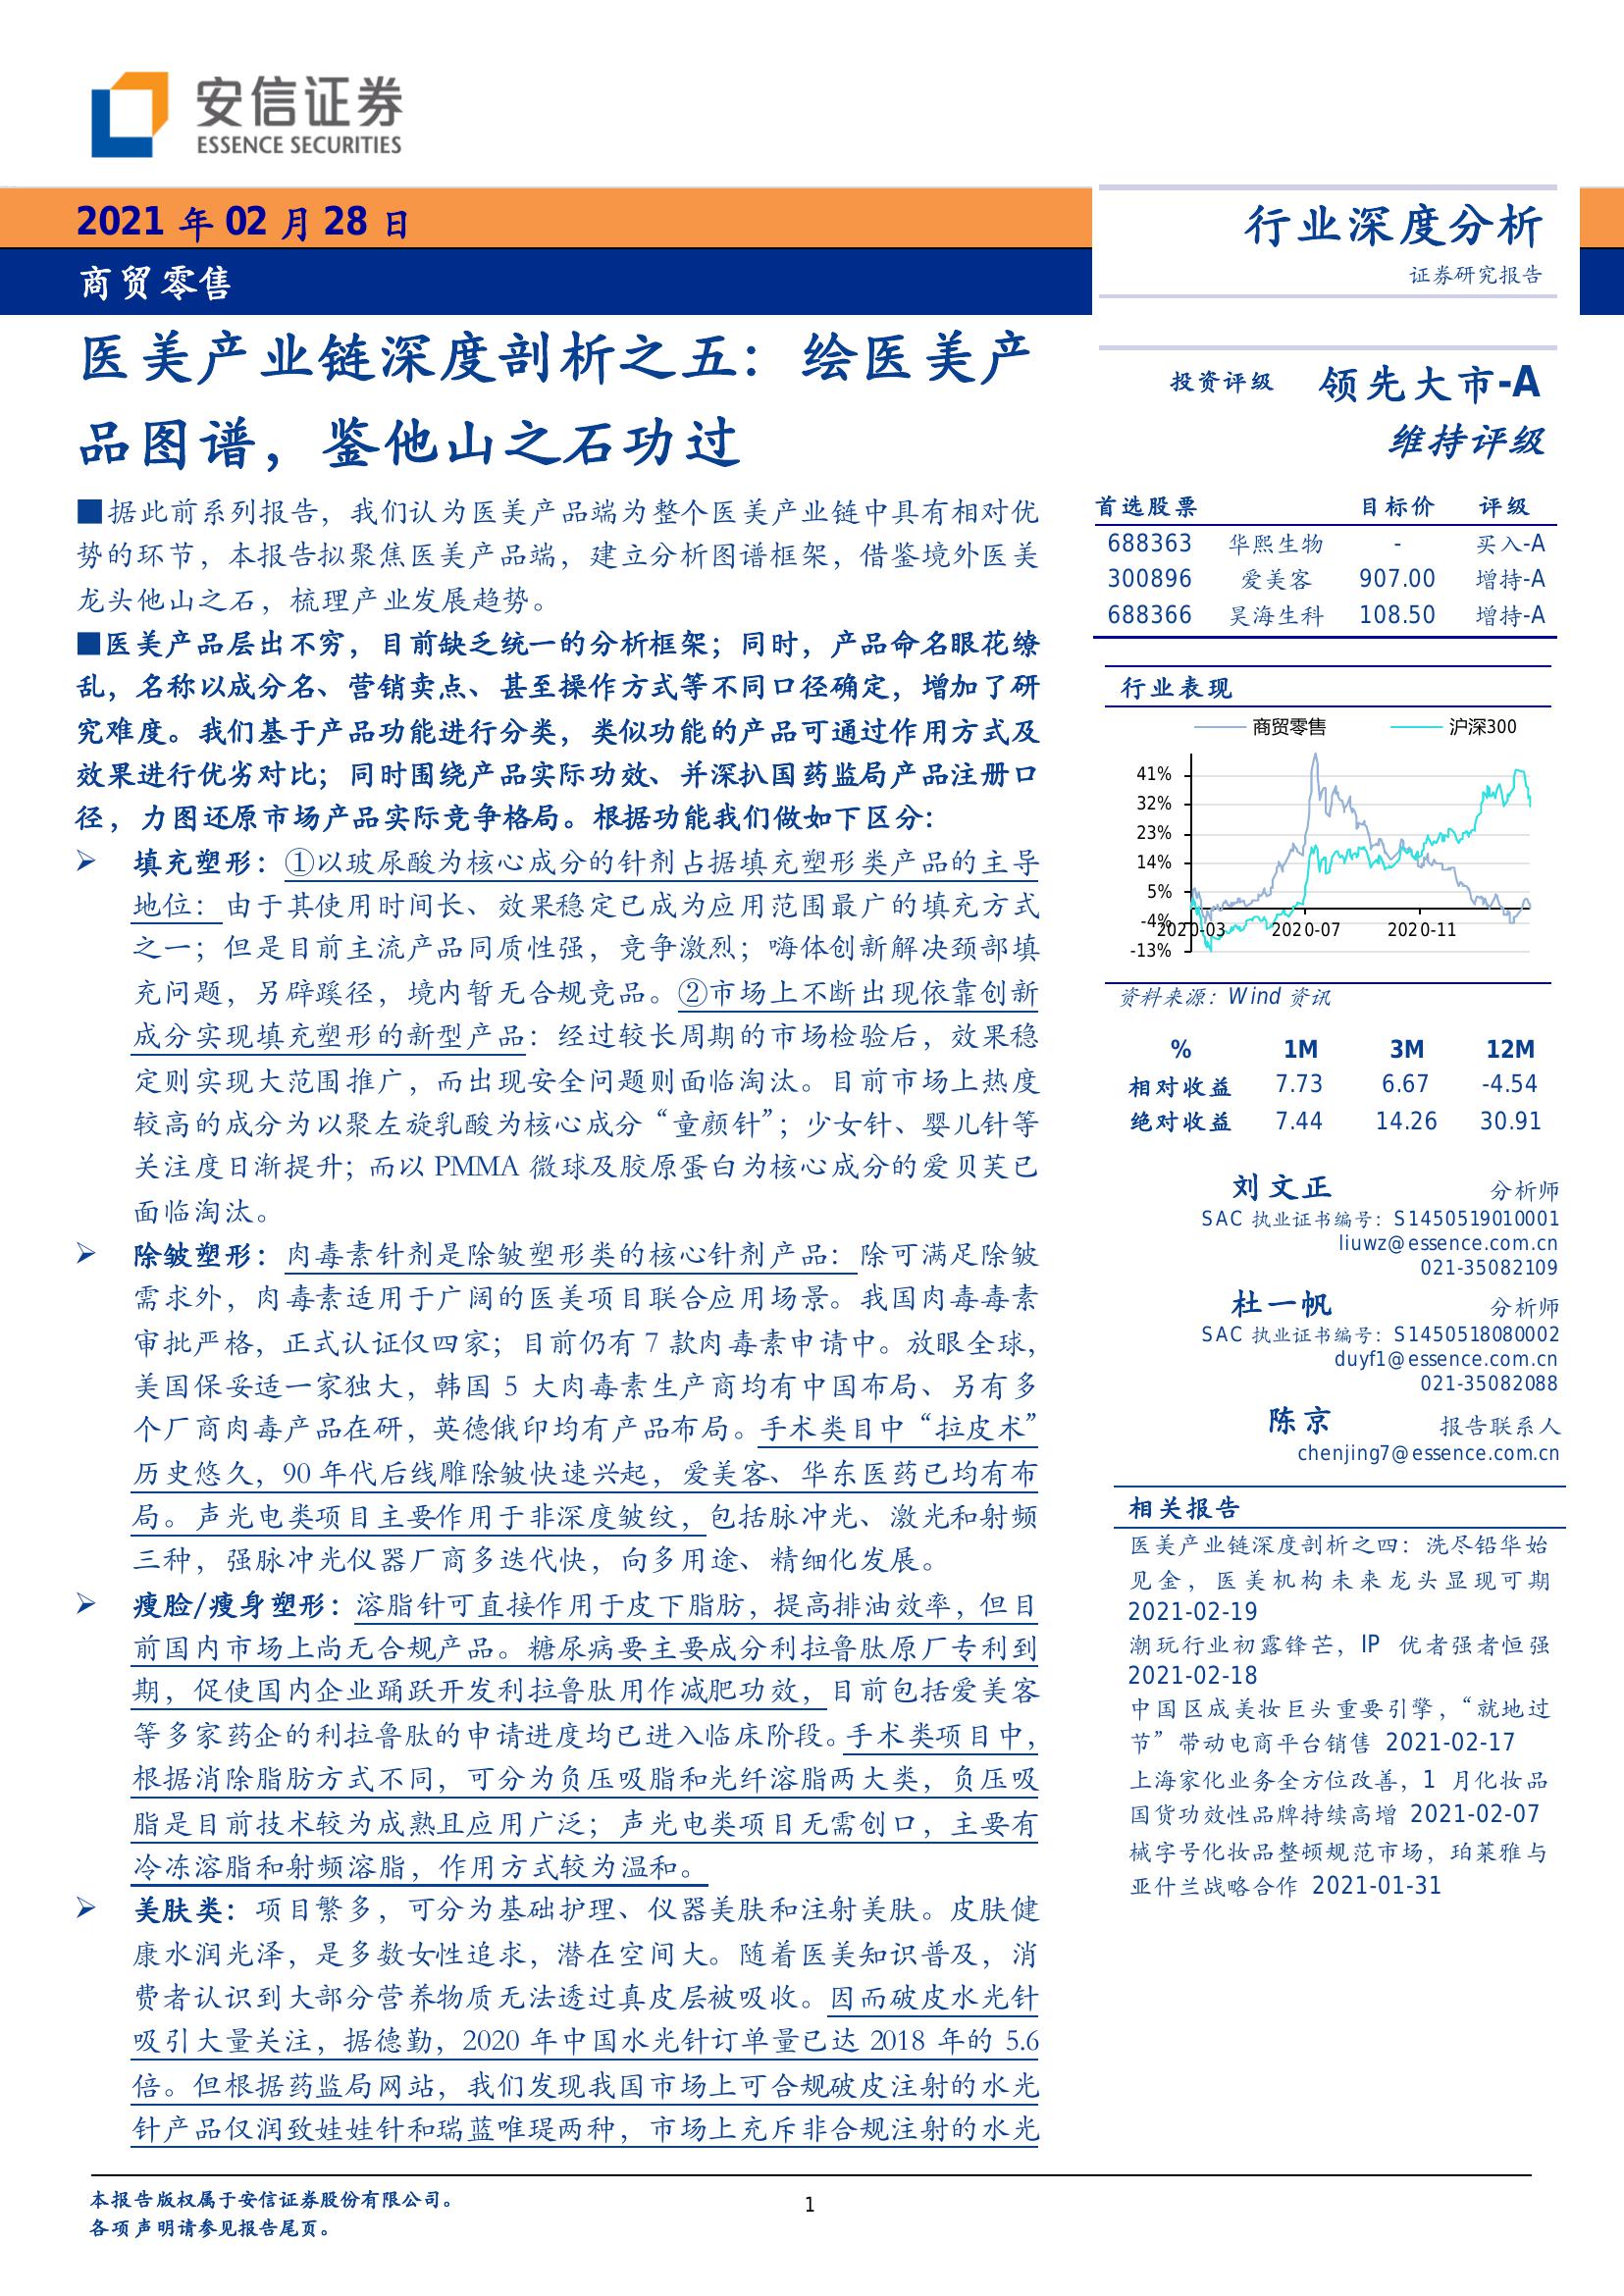 安信证券
ESSENCE SECURITIES
2021 年 02 月 28 日
商贸零售
行业深度分析
证券研究报告
医美产业链深度剖析之五：绘医美产
品图谱，鉴他山之石功过
■据此前系列报告，我们认为医美产品端为整个医美产业链中具有相对优
势的环节，本报告拟聚焦医美产品端，建立分析图谱框架，借鉴境外医美
龙头他山之石，梳理产业发展趋势。
■医美产品层出不穷，目前缺乏统一的分析框架；同时，产品命名眼花缭
乱，名称以成分名、营销卖点、甚至操作方式等不同口径确定，增加了研
究难度。我们基于产品功能进行分类，类似功能的产品可通过作用方式及
效果进行优劣对比；同时围绕产品实际功效、并深扒国药监局产品注册口
径，力图还原市场产品实际竞争格局。根据功能我们做如下区分：
➢ 填充塑形：①以玻尿酸为核心成分的针剂占据填充塑形类产品的主导
地位：由于其使用时间长、效果稳定已成为应用范围最广的填充方式
之一；但是目前主流产品同质性强，竞争激烈；嗨体创新解决颈部填
充问题，另辟蹊径，境内暂无合规竞品。②市场上不断出现依靠创新
成分实现填充塑形的新型产品：经过较长周期的市场检验后，效果稳
定则实现大范围推广，而出现安全问题则面临淘汰。目前市场上热度
较高的成分为以聚左旋乳酸为核心成分“童颜针”；少女针、婴儿针等
关注度日渐提升；而以 PMMA 微球及胶原蛋白为核心成分的爱贝芙已
面临淘汰。
➢ 除皱塑形：肉毒素针剂是除皱塑形类的核心针剂产品：除可满足除皱
需求外，肉毒素适用于广阔的医美项目联合应用场景。我国肉毒毒素
审批严格，正式认证仅四家；目前仍有 7 款肉毒素申请中。放眼全球，
美国保妥适一家独大，韩国 5 大肉毒素生产商均有中国布局、另有多
个厂商肉毒产品在研，英德俄印均有产品布局。手术类目中“拉皮术”
历史悠久，90 年代后线雕除皱快速兴起，爱美客、华东医药已均有布
局。声光电类项目主要作用于非深度皱纹，包括脉冲光、激光和射频
三种，强脉冲光仪器厂商多迭代快，向多用途、精细化发展。
➢ 瘦脸/瘦身塑形：溶脂针可直接作用于皮下脂肪，提高排油效率，但目
前国内市场上尚无合规产品。糖尿病要主要成分利拉鲁肽原厂专利到
期，促使国内企业踊跃开发利拉鲁肽用作减肥功效，目前包括爱美客
等多家药企的利拉鲁肽的申请进度均已进入临床阶段。手术类项目中，
根据消除脂肪方式不同，可分为负压吸脂和光纤溶脂两大类，负压吸
脂是目前技术较为成熟且应用广泛；声光电类项目无需创口，主要有
冷冻溶脂和射频溶脂，作用方式较为温和。
➢ 美肤类：项目繁多，可分为基础护理、仪器美肤和注射美肤。皮肤健
康水润光泽，是多数女性追求，潜在空间大。随着医美知识普及，消
费者认识到大部分营养物质无法透过真皮层被吸收。因而破皮水光针
吸引大量关注，据德勤，2020 年中国水光针订单量已达 2018 年的 5.6
倍。但根据药监局网站，我们发现我国市场上可合规破皮注射的水光
针产品仅润致娃娃针和瑞蓝唯瑅两种，市场上充斥非合规注射的水光
投资评级 领先大市-A
维持评级
首选股票 目标价 评级
688363 华熙生物 - 买入-A
300896 爱美客 907.00 增持-A
688366 昊海生科 108.50 增持-A
行业表现
商贸零售 沪深300
41%
32%
23%
14%
5%
-4%
-13%
2020-03 2020-07 2020-11
资料来源：Wind 资讯
% 1M 3M 12M
相对收益 7.73 6.67 -4.54
绝对收益 7.44 14.26 30.91
刘文正 分析师
SAC 执业证书编号：S1450519010001
liuwz@essence.com.cn
021-35082109
杜一帆 分析师
SAC 执业证书编号：S1450518080002
duyf1@essence.com.cn
021-35082088
陈京 报告联系人
chenjing7@essence.com.cn
相关报告
医美产业链深度剖析之四：洗尽铅华始
见金，医美机构未来龙头显现可期
2021-02-19
潮玩行业初露锋芒，IP 优者强者恒强
2021-02-18
中国区成美妆巨头重要引擎，“就地过
节”带动电商平台销售 2021-02-17
上海家化业务全方位改善，1 月化妆品
国货功效性品牌持续高增 2021-02-07
械字号化妆品整顿规范市场，珀莱雅与
亚什兰战略合作 2021-01-31
本报告版权属于安信证券股份有限公司。
各项声明请参见报告尾页。
1